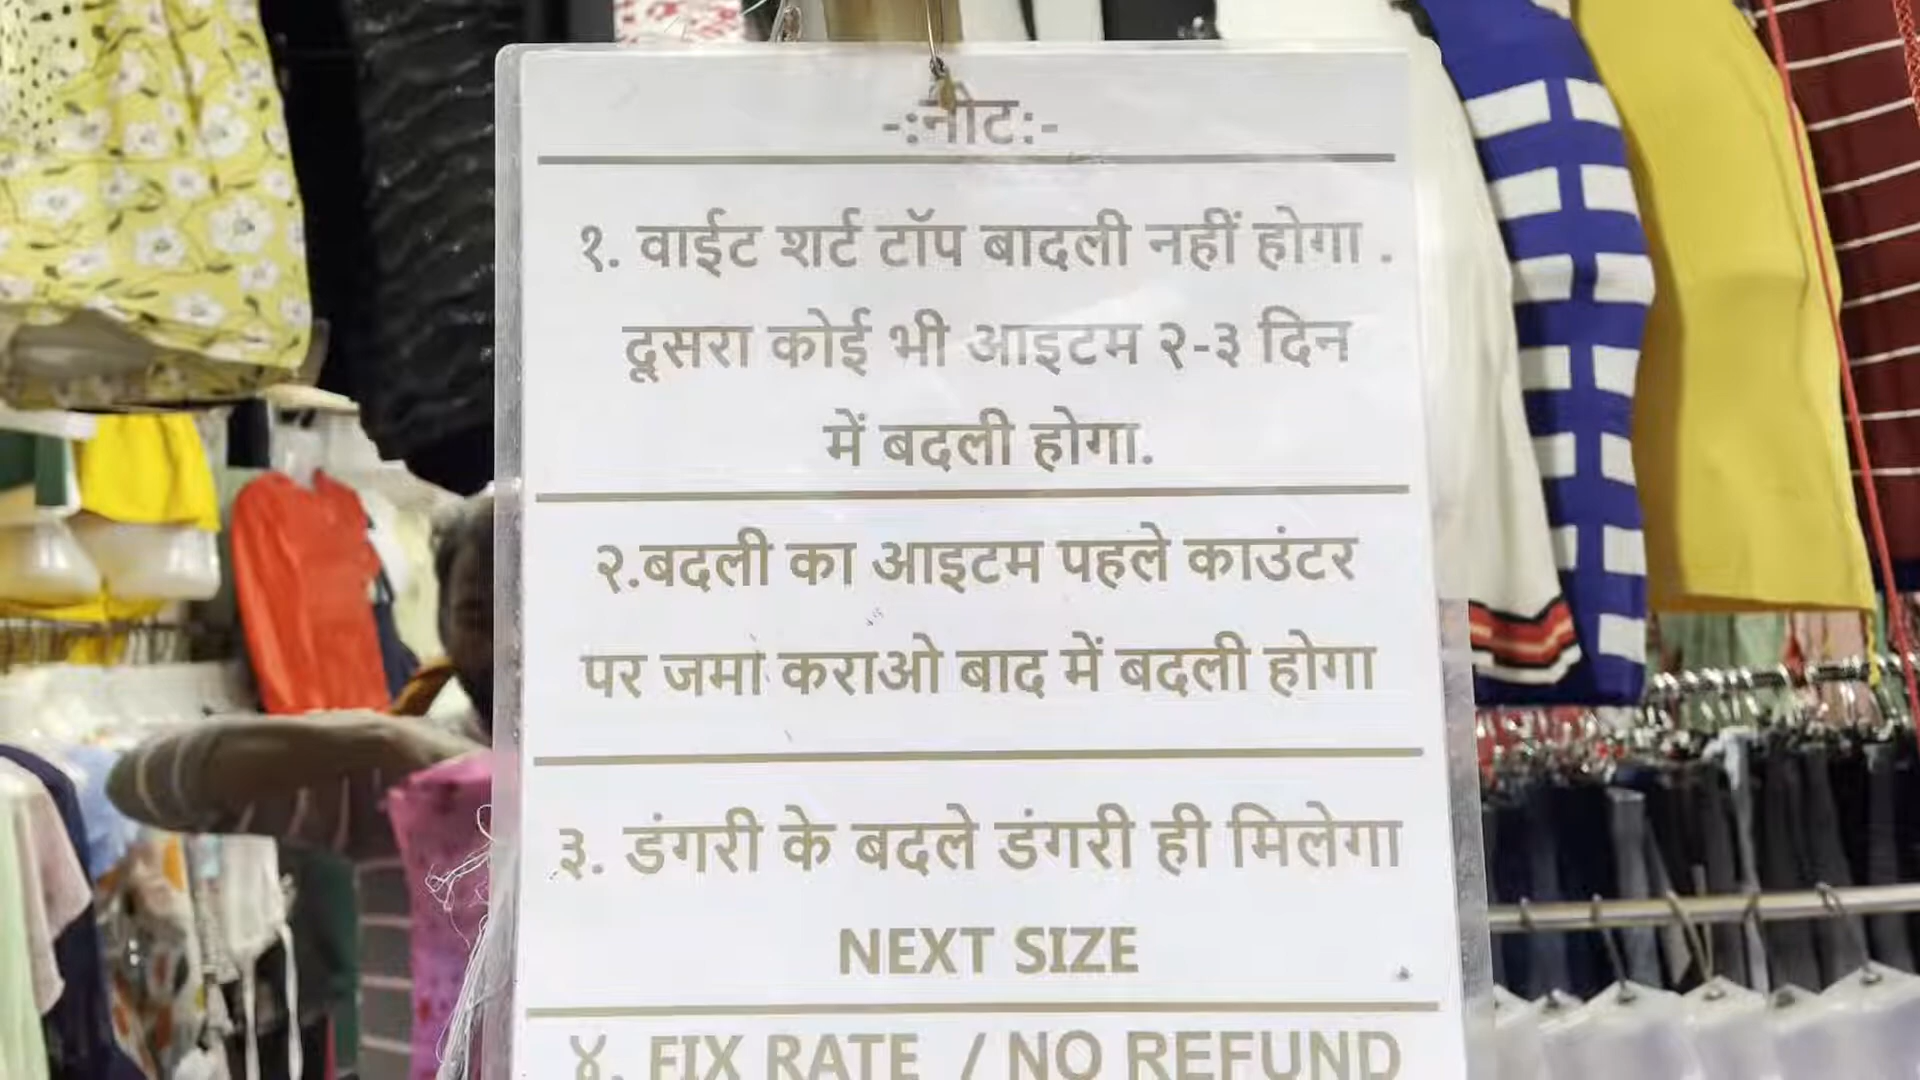 -:नोट:-
१. वाईट शर्ट टॉप बादली नहीं होगा .
दूसरा कोई भी आइटम २-३ दिन
में बदली होगा.
२.बदली का आइटम पहले काउंटर
पर जमा कराओ बाद में बदली होगा
३. डंगरी के बदले डंगरी ही मिलेगा
NEXT SIZE
४. FIX RATE / NO REFUND